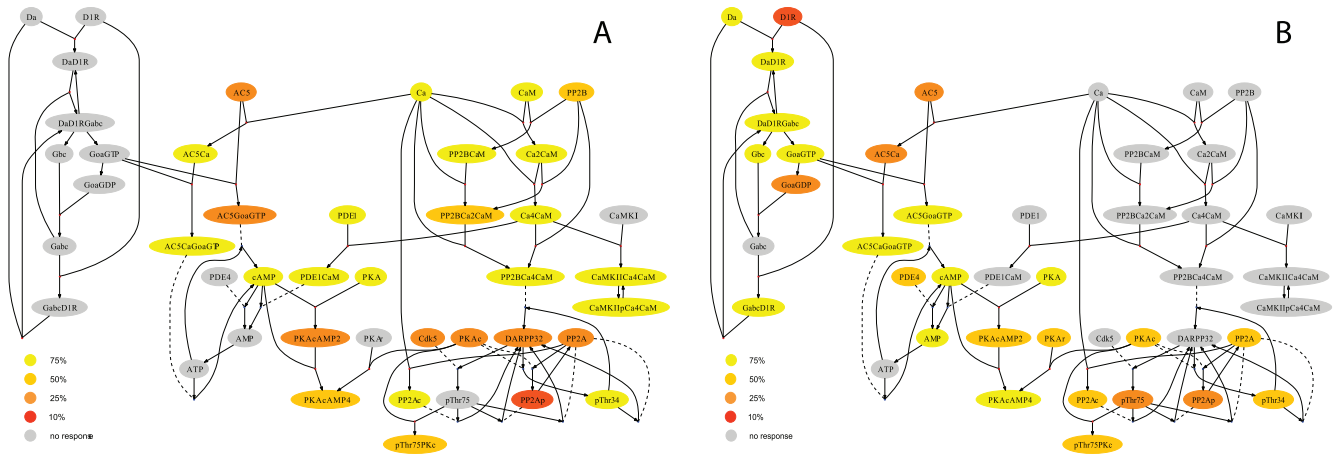 Da D1R
A
DaD1R
AC5 Ca CaM PP2B
DaD1RGabc
Gbc GoaGTP AC5Ca PP2BCaM Ca2CaM
GoaGDP
AC5GoaGTP PDE1 PP2BCa2CaM Ca4CaM CaMKI
Gabc AC5CaGoaGTP
PDE4 cAMP PDE1CaM PKA PP2BCa4CaM CaMKIICa4CaM
GabcD1R CaMKIIpCa4CaM
AMP PKAcAMP2 PKAr Cdk5 PKAc DARPP32 PP2A
75% ATP
50%
25% PKAcAMP4 PP2Ac pThr75 PP2Ap pThr34
10%
no response pThr75PKc
Da D1R
B
DaD1R
AC5 Ca CaM PP2B
DaD1RGabc
Gbc GoaGTP AC5Ca PP2BCaM Ca2CaM
GoaGDP
AC5GoaGTP PDE1 PP2BCa2CaM Ca4CaM CaMKI
Gabc AC5CaGoaGTP
PDE4 cAMP PDE1CaM PKA PP2BCa4CaM CaMKIICa4CaM
GabcD1R CaMKIIpCa4CaM
AMP PKAcAMP2 PKAr Cdk5 PKAc DARPP32 PP2A
75% ATP
50%
25% PKAcAMP4 PP2Ac pThr75 PP2Ap pThr34
10%
no response pThr75PKc